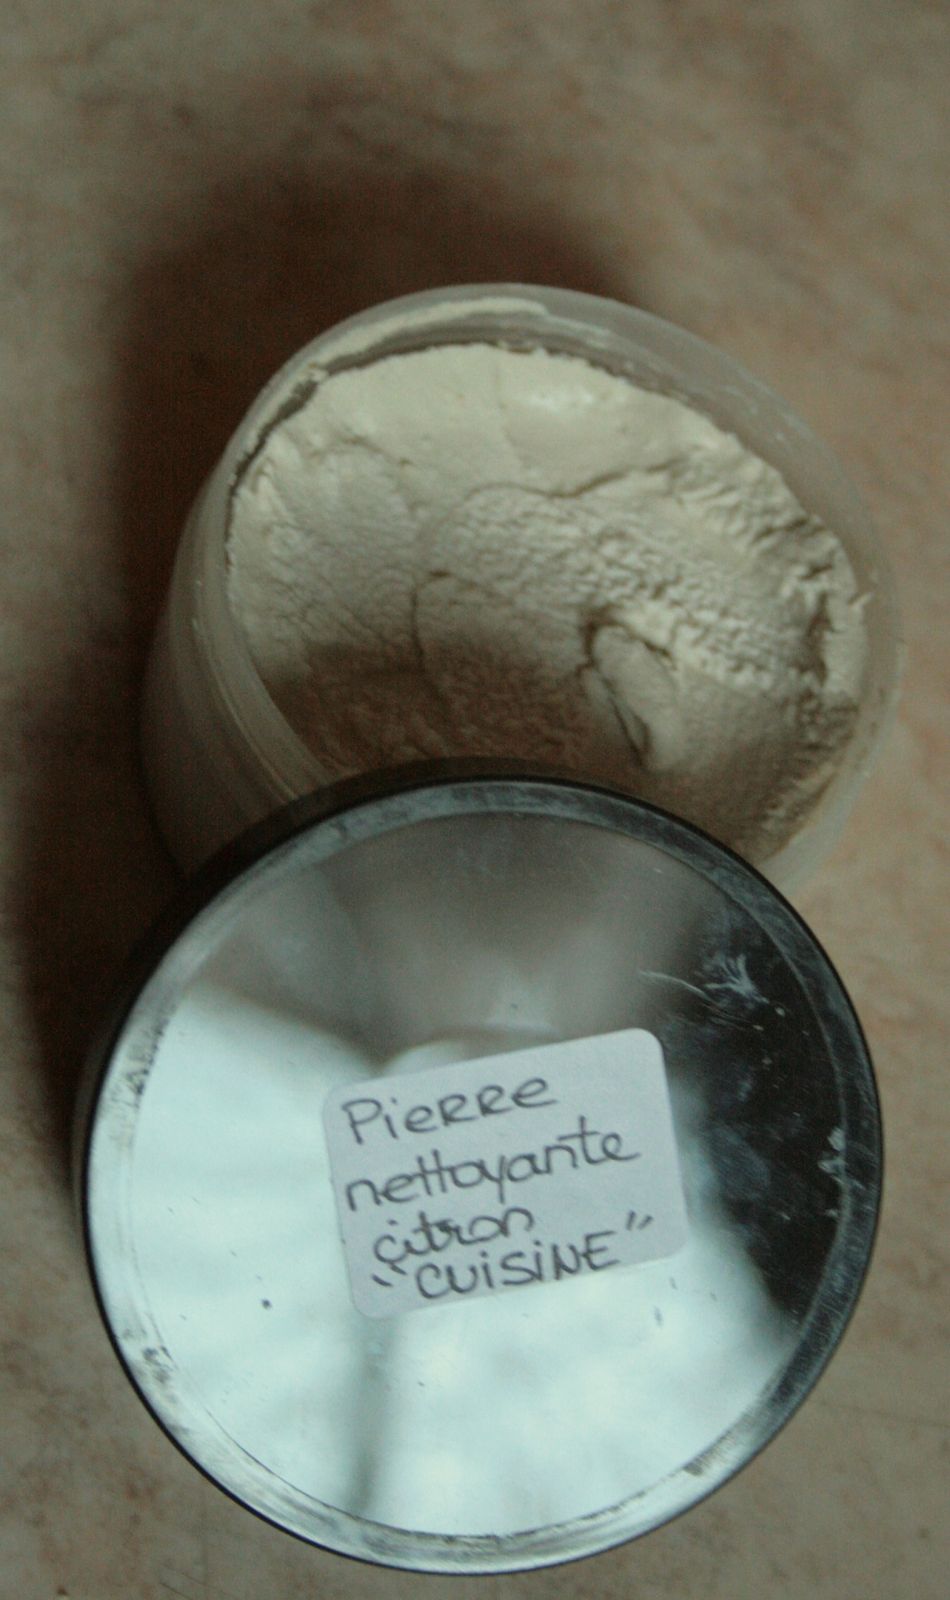 PieRRe
nettoyante
citron
"CUiSiNE"